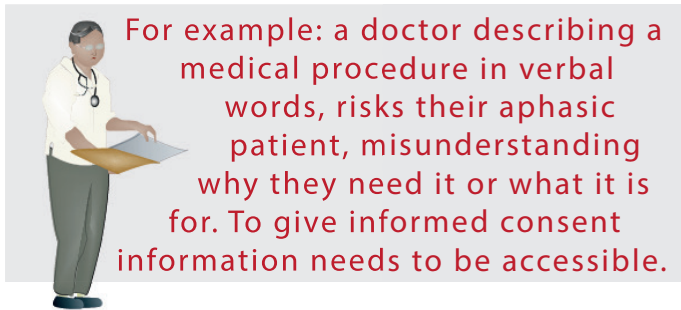 For example: a doctor describing a
medical procedure in verbal
words, risks their aphasic
patient, misunderstanding
why they need it or what it is
for. To give informed consent
information needs to be accessible.